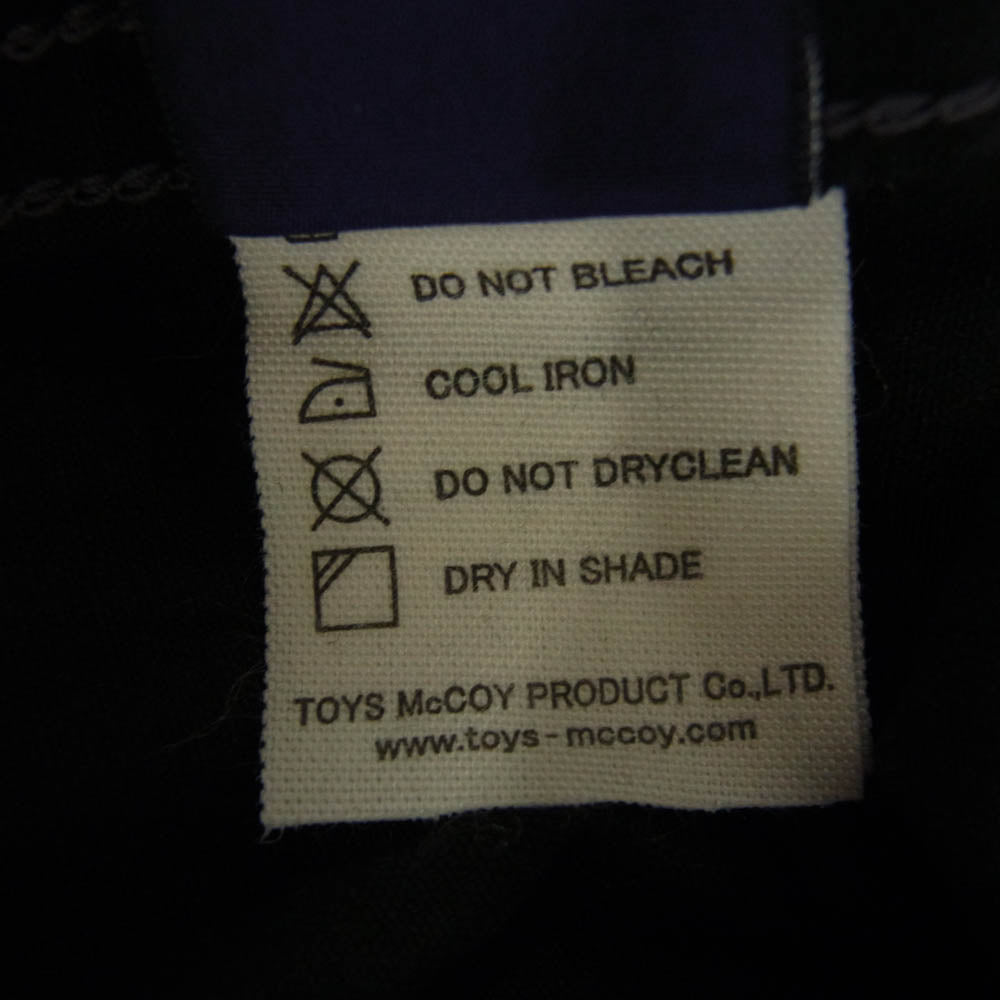 DO NOT BLEACH
COOL IRON
DO NOT DRYCLEAN
DRY IN SHADE
TOYS McCOY PRODUCT Co.,LTD.
www.toys-mccoy.com